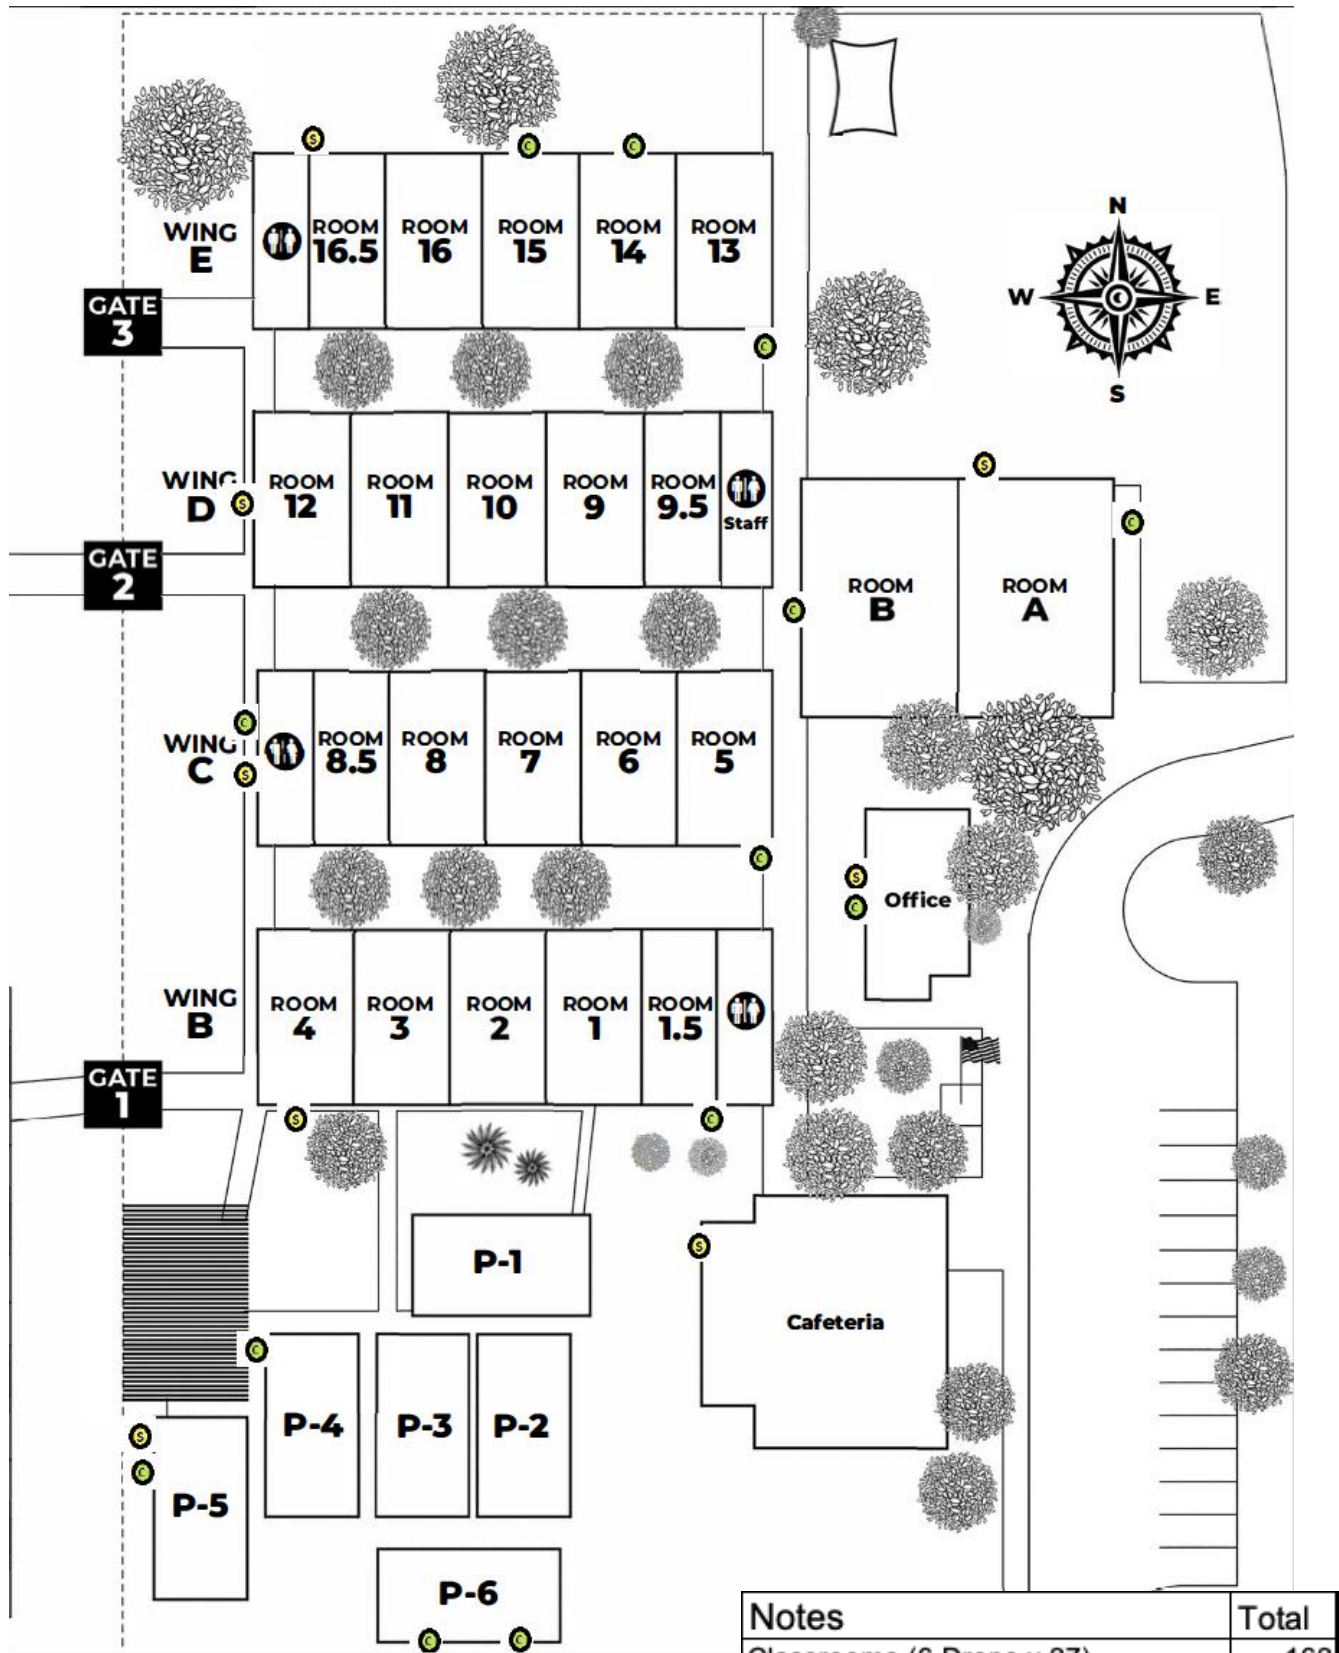 S
C
C
WING
E
ROOM
16.5
ROOM
16
ROOM
15
ROOM
14
ROOM
13
N
W
E
S
GATE
3
C
WING
D
S
ROOM
12
ROOM
11
ROOM
10
ROOM
9
ROOM
9.5
Staff
S
C
GATE
2
C
ROOM
B
ROOM
A
C
WING
C
S
ROOM
8.5
ROOM
8
ROOM
7
ROOM
6
ROOM
5
C
S
C
Office
WING
B
ROOM
4
ROOM
3
ROOM
2
ROOM
1
ROOM
1.5
GATE
1
S
C
P-1
S
Cafeteria
C
P-4
P-3
P-2
S
C
P-5
P-6
C
C
Notes
Total